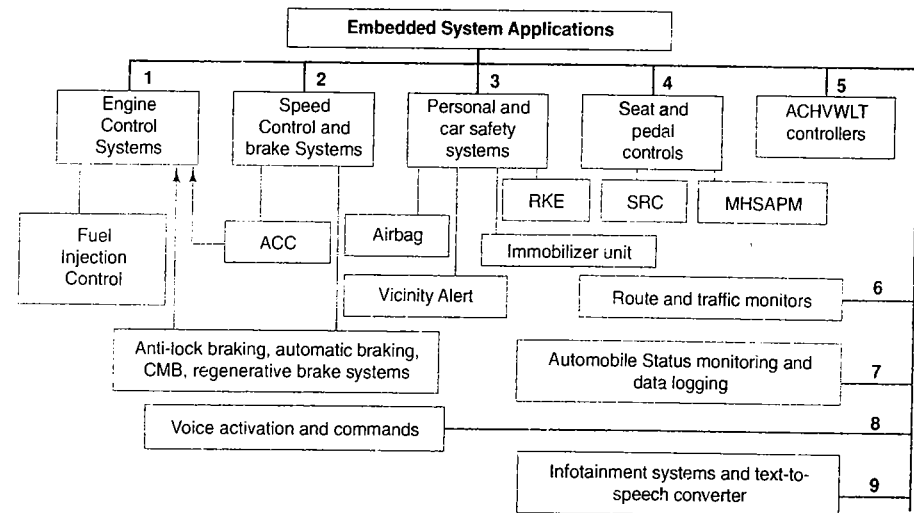 Embedded System Applications
1
2
3
4
5
Engine
Control
Systems
Speed
Control and
brake Systems
Personal and
car safety
systems
Seat and
pedal
controls
ACHVWLT
controllers
RKE
SRC
MHSAPM
Fuel
Injection
Control
ACC
Airbag
Immobilizer unit
Vicinity Alert
Route and traffic monitors
6
Anti-lock braking, automatic braking,
CMB, regenerative brake systems
Automobile Status monitoring and
data logging
7
Voice activation and commands
8
Infotainment systems and text-to-
speech converter
9